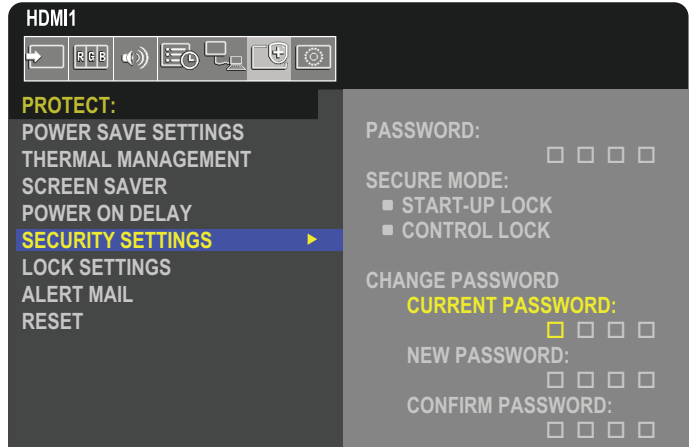 HDMI1
RGB
PROTECT:
POWER SAVE SETTINGS
THERMAL MANAGEMENT
SCREEN SAVER
POWER ON DELAY
SECURITY SETTINGS
LOCK SETTINGS
ALERT MAIL
RESET
PASSWORD:
SECURE MODE:
START-UP LOCK
CONTROL LOCK
CHANGE PASSWORD
CURRENT PASSWORD:
NEW PASSWORD:
CONFIRM PASSWORD: